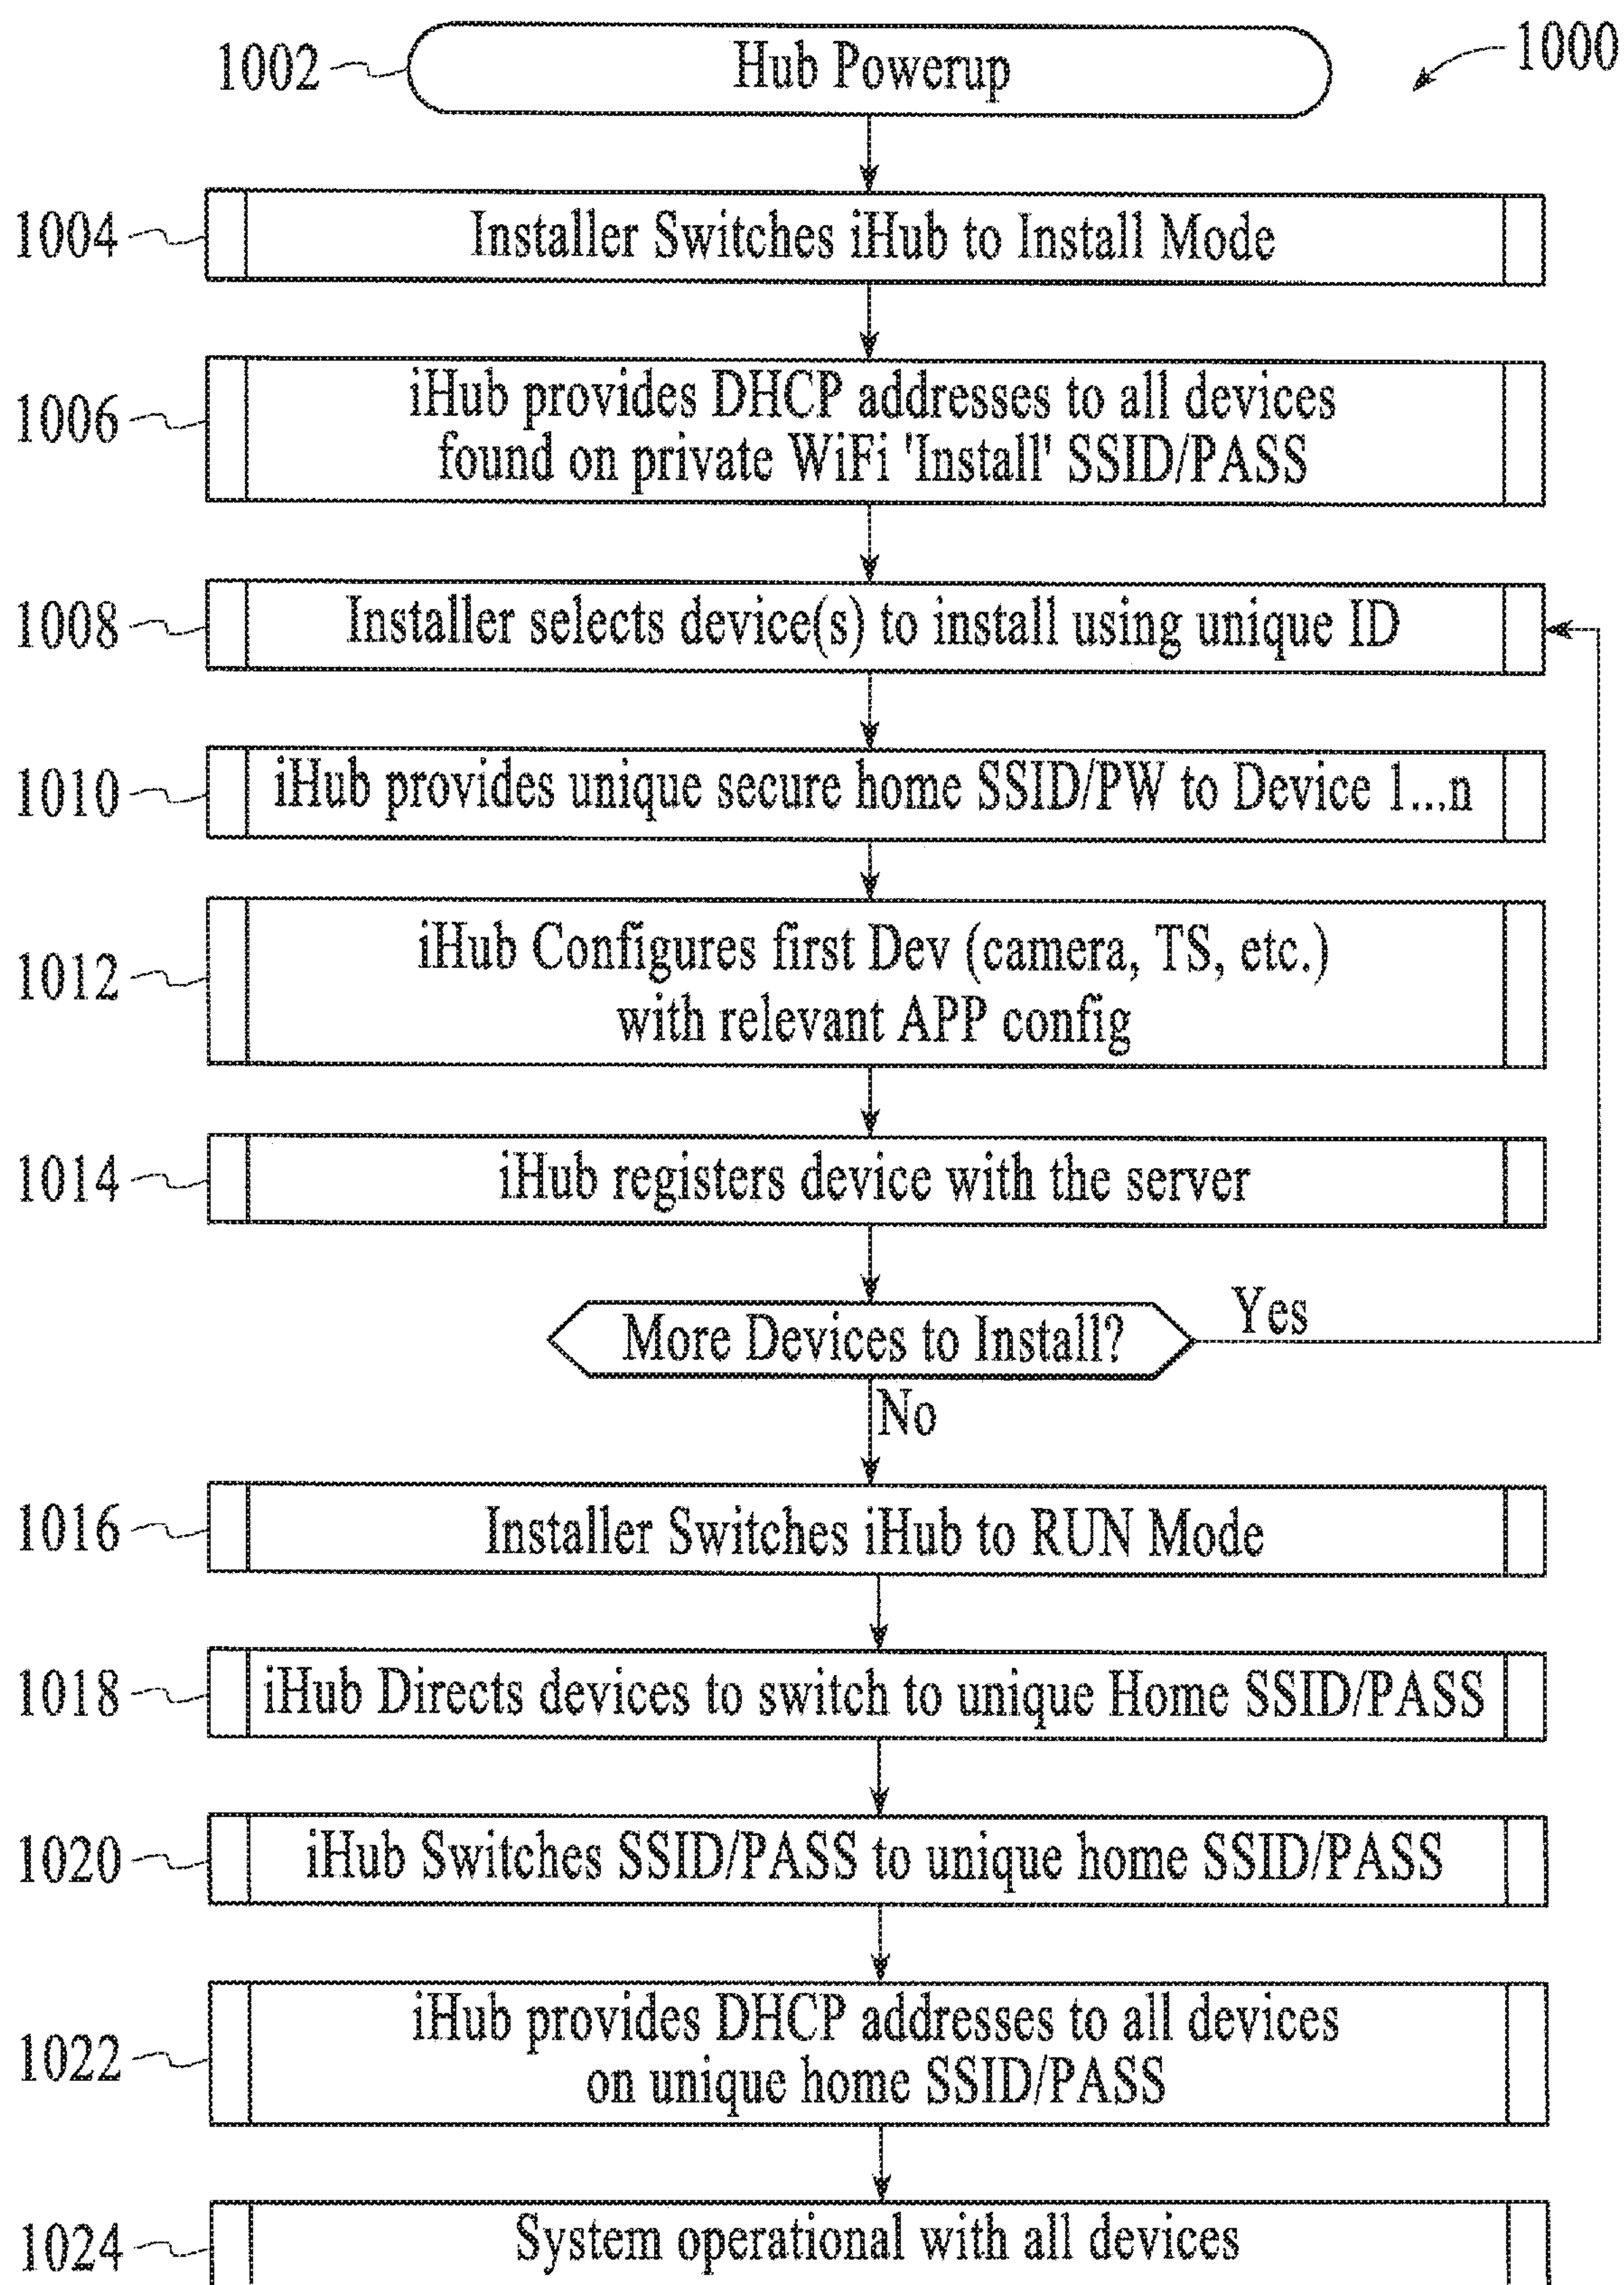 1002
Hub Powerup
1000
1004
Installer Switches iHub to Install Mode
1006
iHub provides DHCP addresses to all devices
found on private WiFi 'Install' SSID/PASS
1008
Installer selects device(s) to install using unique ID
1010
iHub provides unique secure home SSID/PW to Device 1...n
1012
iHub Configures first Dev (camera, TS, etc.)
with relevant APP config
1014
iHub registers device with the server
More Devices to Install?
Yes
No
1016
Installer Switches iHub to RUN Mode
1018
iHub Directs devices to switch to unique Home SSID/PASS
1020
iHub Switches SSID/PASS to unique home SSID/PASS
1022
iHub provides DHCP addresses to all devices
on unique home SSID/PASS
1024
System operational with all devices